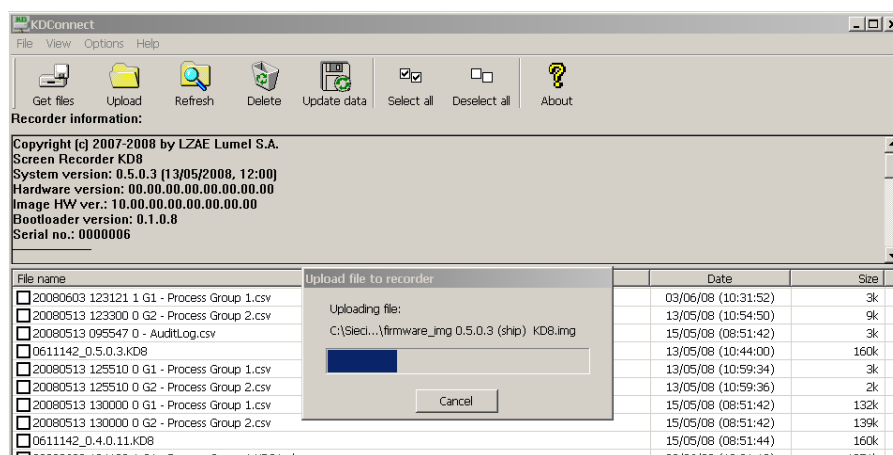 KDConnect
File View Options Help
Get files Upload Refresh Delete Update data Select all Deselect all About
Recorder information:
Copyright (c) 2007-2008 by LZAE Lumel S.A.
Screen Recorder KD8
System version: 0.5.0.3 (13/05/2008, 12:00)
Hardware version: 00.00.00.00.00.00.00.00
Image HW ver.: 10.00.00.00.00.00.00.00
Bootloader version: 0.1.0.8
Serial no.: 0000006
File name Date Size
20080603 123121 1 G1 - Process Group 1.csv 03/06/08 (10:31:52) 3k
20080513 123300 0 G2 - Process Group 2.csv 13/05/08 (10:54:50) 9k
20080513 095547 0 - AuditLog.csv 15/05/08 (08:51:42) 3k
0611142_0.5.0.3.KD8 13/05/08 (10:44:00) 160k
20080513 125510 0 G1 - Process Group 1.csv 13/05/08 (10:59:34) 3k
20080513 125510 0 G2 - Process Group 2.csv 13/05/08 (10:59:36) 2k
20080513 130000 0 G1 - Process Group 1.csv 15/05/08 (08:51:42) 132k
20080513 130000 0 G2 - Process Group 2.csv 15/05/08 (08:51:42) 139k
0611142_0.4.0.11.KD8 15/05/08 (08:51:44) 160k
Upload file to recorder
Uploading file:
C:\Sieci...\firmware_img 0.5.0.3 (ship) KD8.img
Cancel